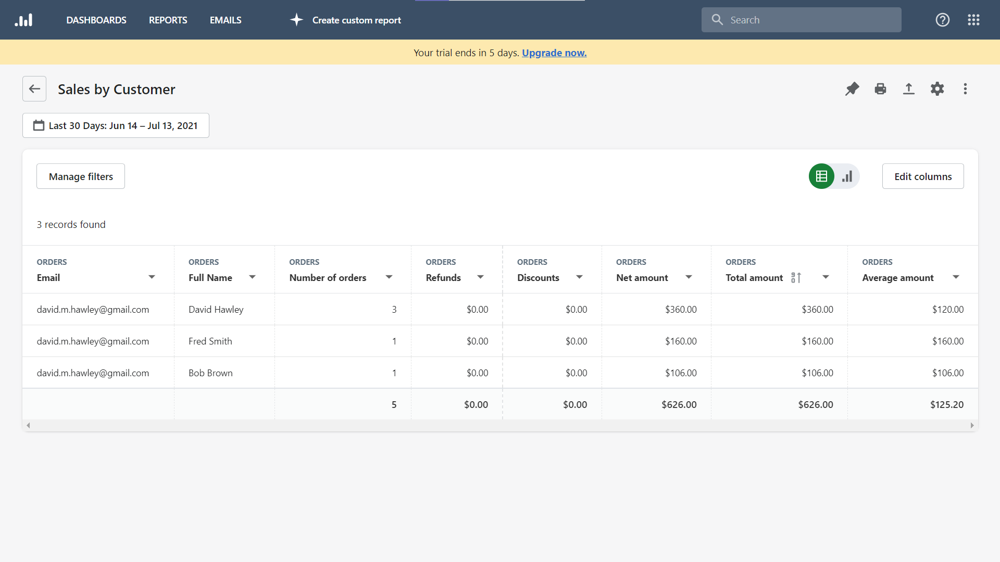 DASHBOARDS REPORTS EMAILS Create custom report Search
Your trial ends in 5 days. Upgrade now.
Sales by Customer
Last 30 Days: Jun 14 – Jul 13, 2021
Manage filters Edit columns
3 records found
ORDERS ORDERS ORDERS ORDERS ORDERS ORDERS ORDERS ORDERS
Email Full Name Number of orders Refunds Discounts Net amount Total amount Average amount
david.m.hawley@gmail.com David Hawley 3 $0.00 $0.00 $360.00 $360.00 $120.00
david.m.hawley@gmail.com Fred Smith 1 $0.00 $0.00 $160.00 $160.00 $160.00
david.m.hawley@gmail.com Bob Brown 1 $0.00 $0.00 $106.00 $106.00 $106.00
5 $0.00 $0.00 $626.00 $626.00 $125.20